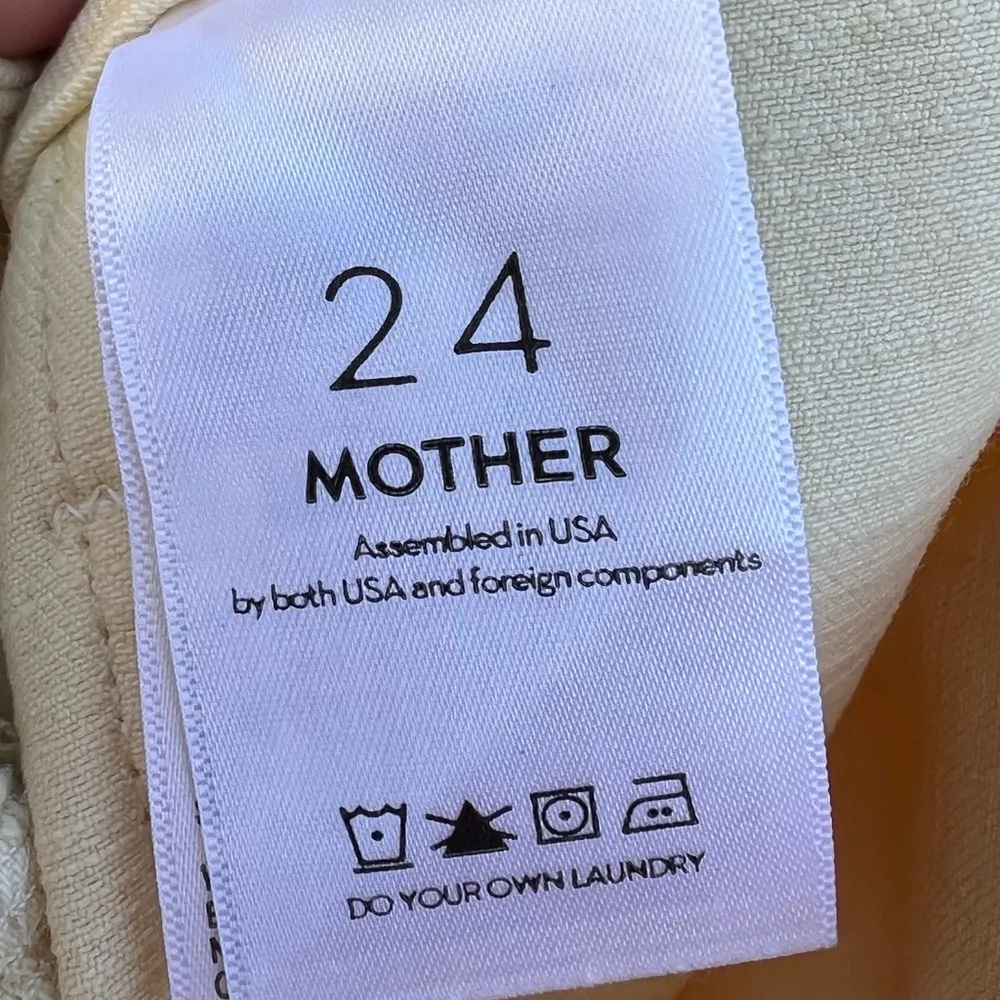 24
MOTHER
Assembled in USA
by both USA and foreign components
DO YOUR OWN LAUNDRY